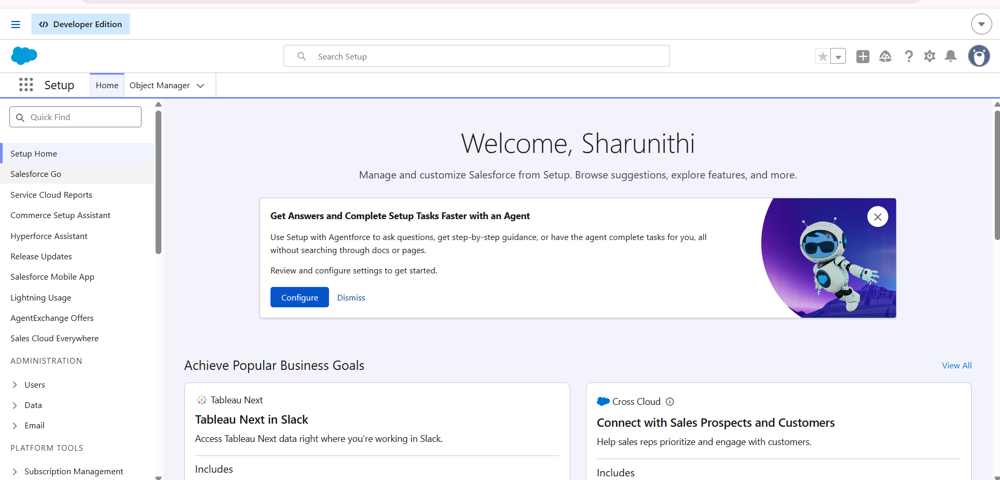 Developer Edition
Search Setup
Setup
Home
Object Manager
Quick Find
Setup Home
Salesforce Go
Service Cloud Reports
Commerce Setup Assistant
Hyperforce Assistant
Release Updates
Salesforce Mobile App
Lightning Usage
AgentExchange Offers
Sales Cloud Everywhere
ADMINISTRATION
Users
Data
Email
PLATFORM TOOLS
Subscription Management
Welcome, Sharunithi
Manage and customize Salesforce from Setup. Browse suggestions, explore features, and more.
Get Answers and Complete Setup Tasks Faster with an Agent
Use Setup with Agentforce to ask questions, get step-by-step guidance, or have the agent complete tasks for you, all
without searching through docs or pages.
Review and configure settings to get started.
Configure
Dismiss
Achieve Popular Business Goals
View All
Tableau Next
Tableau Next in Slack
Access Tableau Next data right where you’re working in Slack.
Includes
Cross Cloud
Connect with Sales Prospects and Customers
Help sales reps prioritize and engage with customers.
Includes